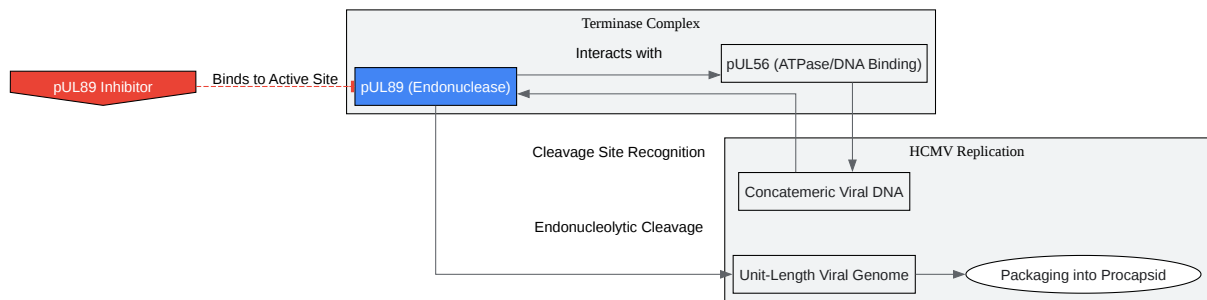 Terminase Complex
Interacts with
pUL56 (ATPase/DNA Binding)
pUL89 Inhibitor
Binds to Active Site
pUL89 (Endonuclease)
Cleavage Site Recognition
HCMV Replication
Concatemeric Viral DNA
Endonucleolytic Cleavage
Unit-Length Viral Genome
Packaging into Procapsid